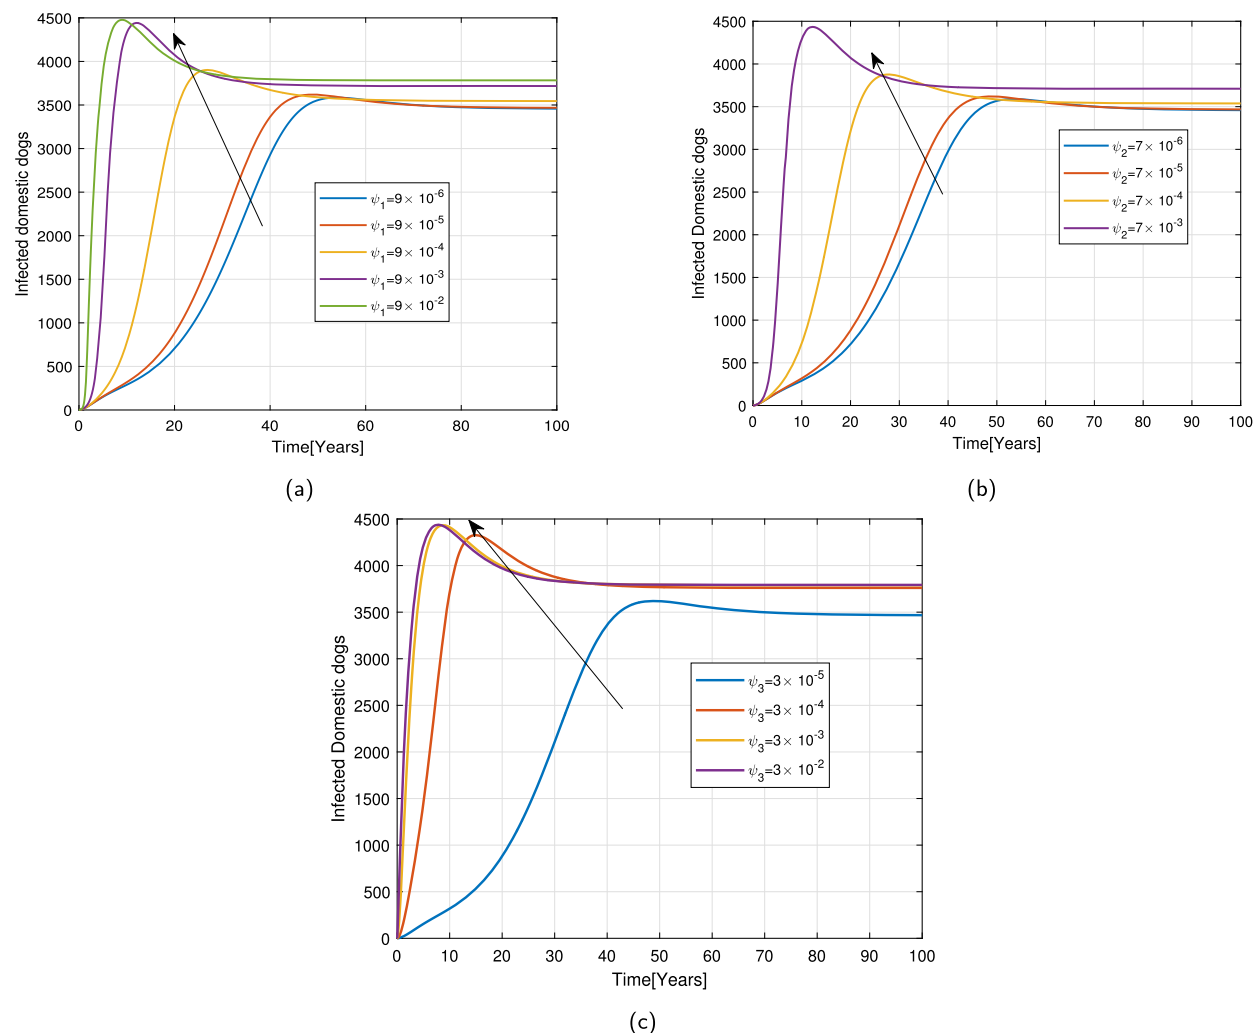 4500
4000
3500
3000
2500
2000
1500
1000
500
0
Infected domestic dogs
ψ1=9× 10-6
ψ1=9× 10-5
ψ1=9× 10-4
ψ1=9× 10-3
ψ1=9× 10-2
0 20 40 60 80 100
Time[Years]
(a)
4500
4000
3500
3000
2500
2000
1500
1000
500
0
Infected Domestic dogs
ψ2=7× 10-6
ψ2=7× 10-5
ψ2=7× 10-4
ψ2=7× 10-3
0 10 20 30 40 50 60 70 80 90 100
Time[Years]
(b)
4500
4000
3500
3000
2500
2000
1500
1000
500
0
Infected Domestic dogs
ψ3=3× 10-5
ψ3=3× 10-4
ψ3=3× 10-3
ψ3=3× 10-2
0 10 20 30 40 50 60 70 80 90 100
Time[Years]
(c)